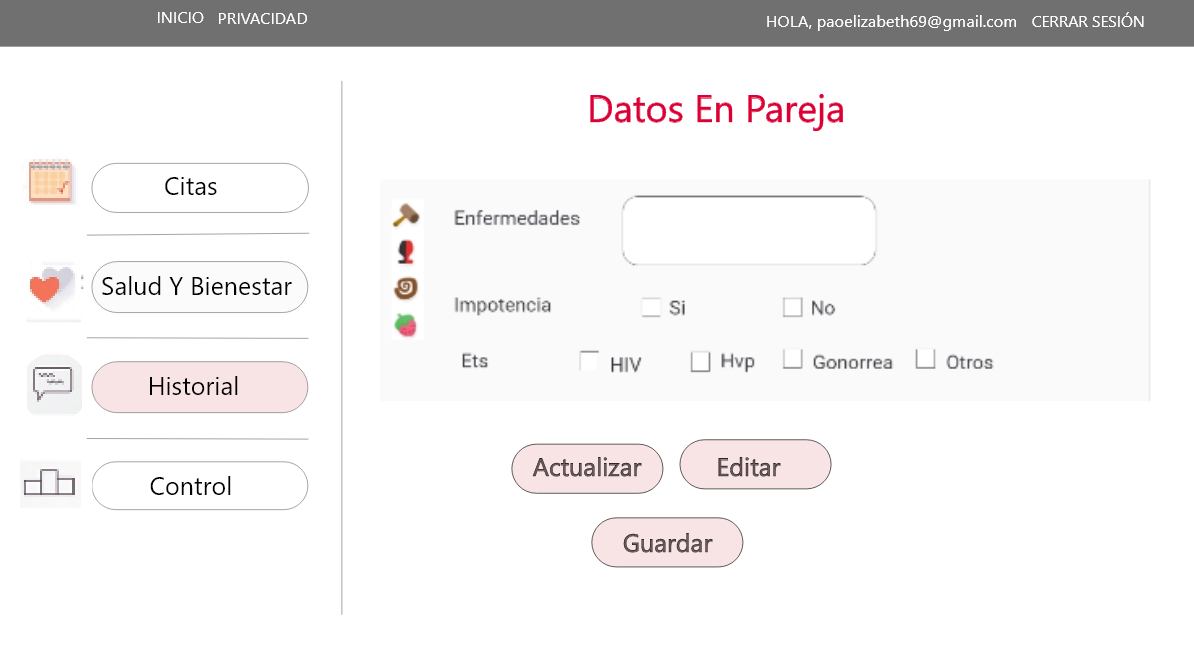 INICIO PRIVACIDAD HOLA, paoelizabeth69@gmail.com CERRAR SESIÓN
Datos En Pareja
Citas
Salud Y Bienestar
Historial
Control
Enfermedades
Impotencia Si No
Ets HIV Hvp Gonorrea Otros
Actualizar Editar
Guardar